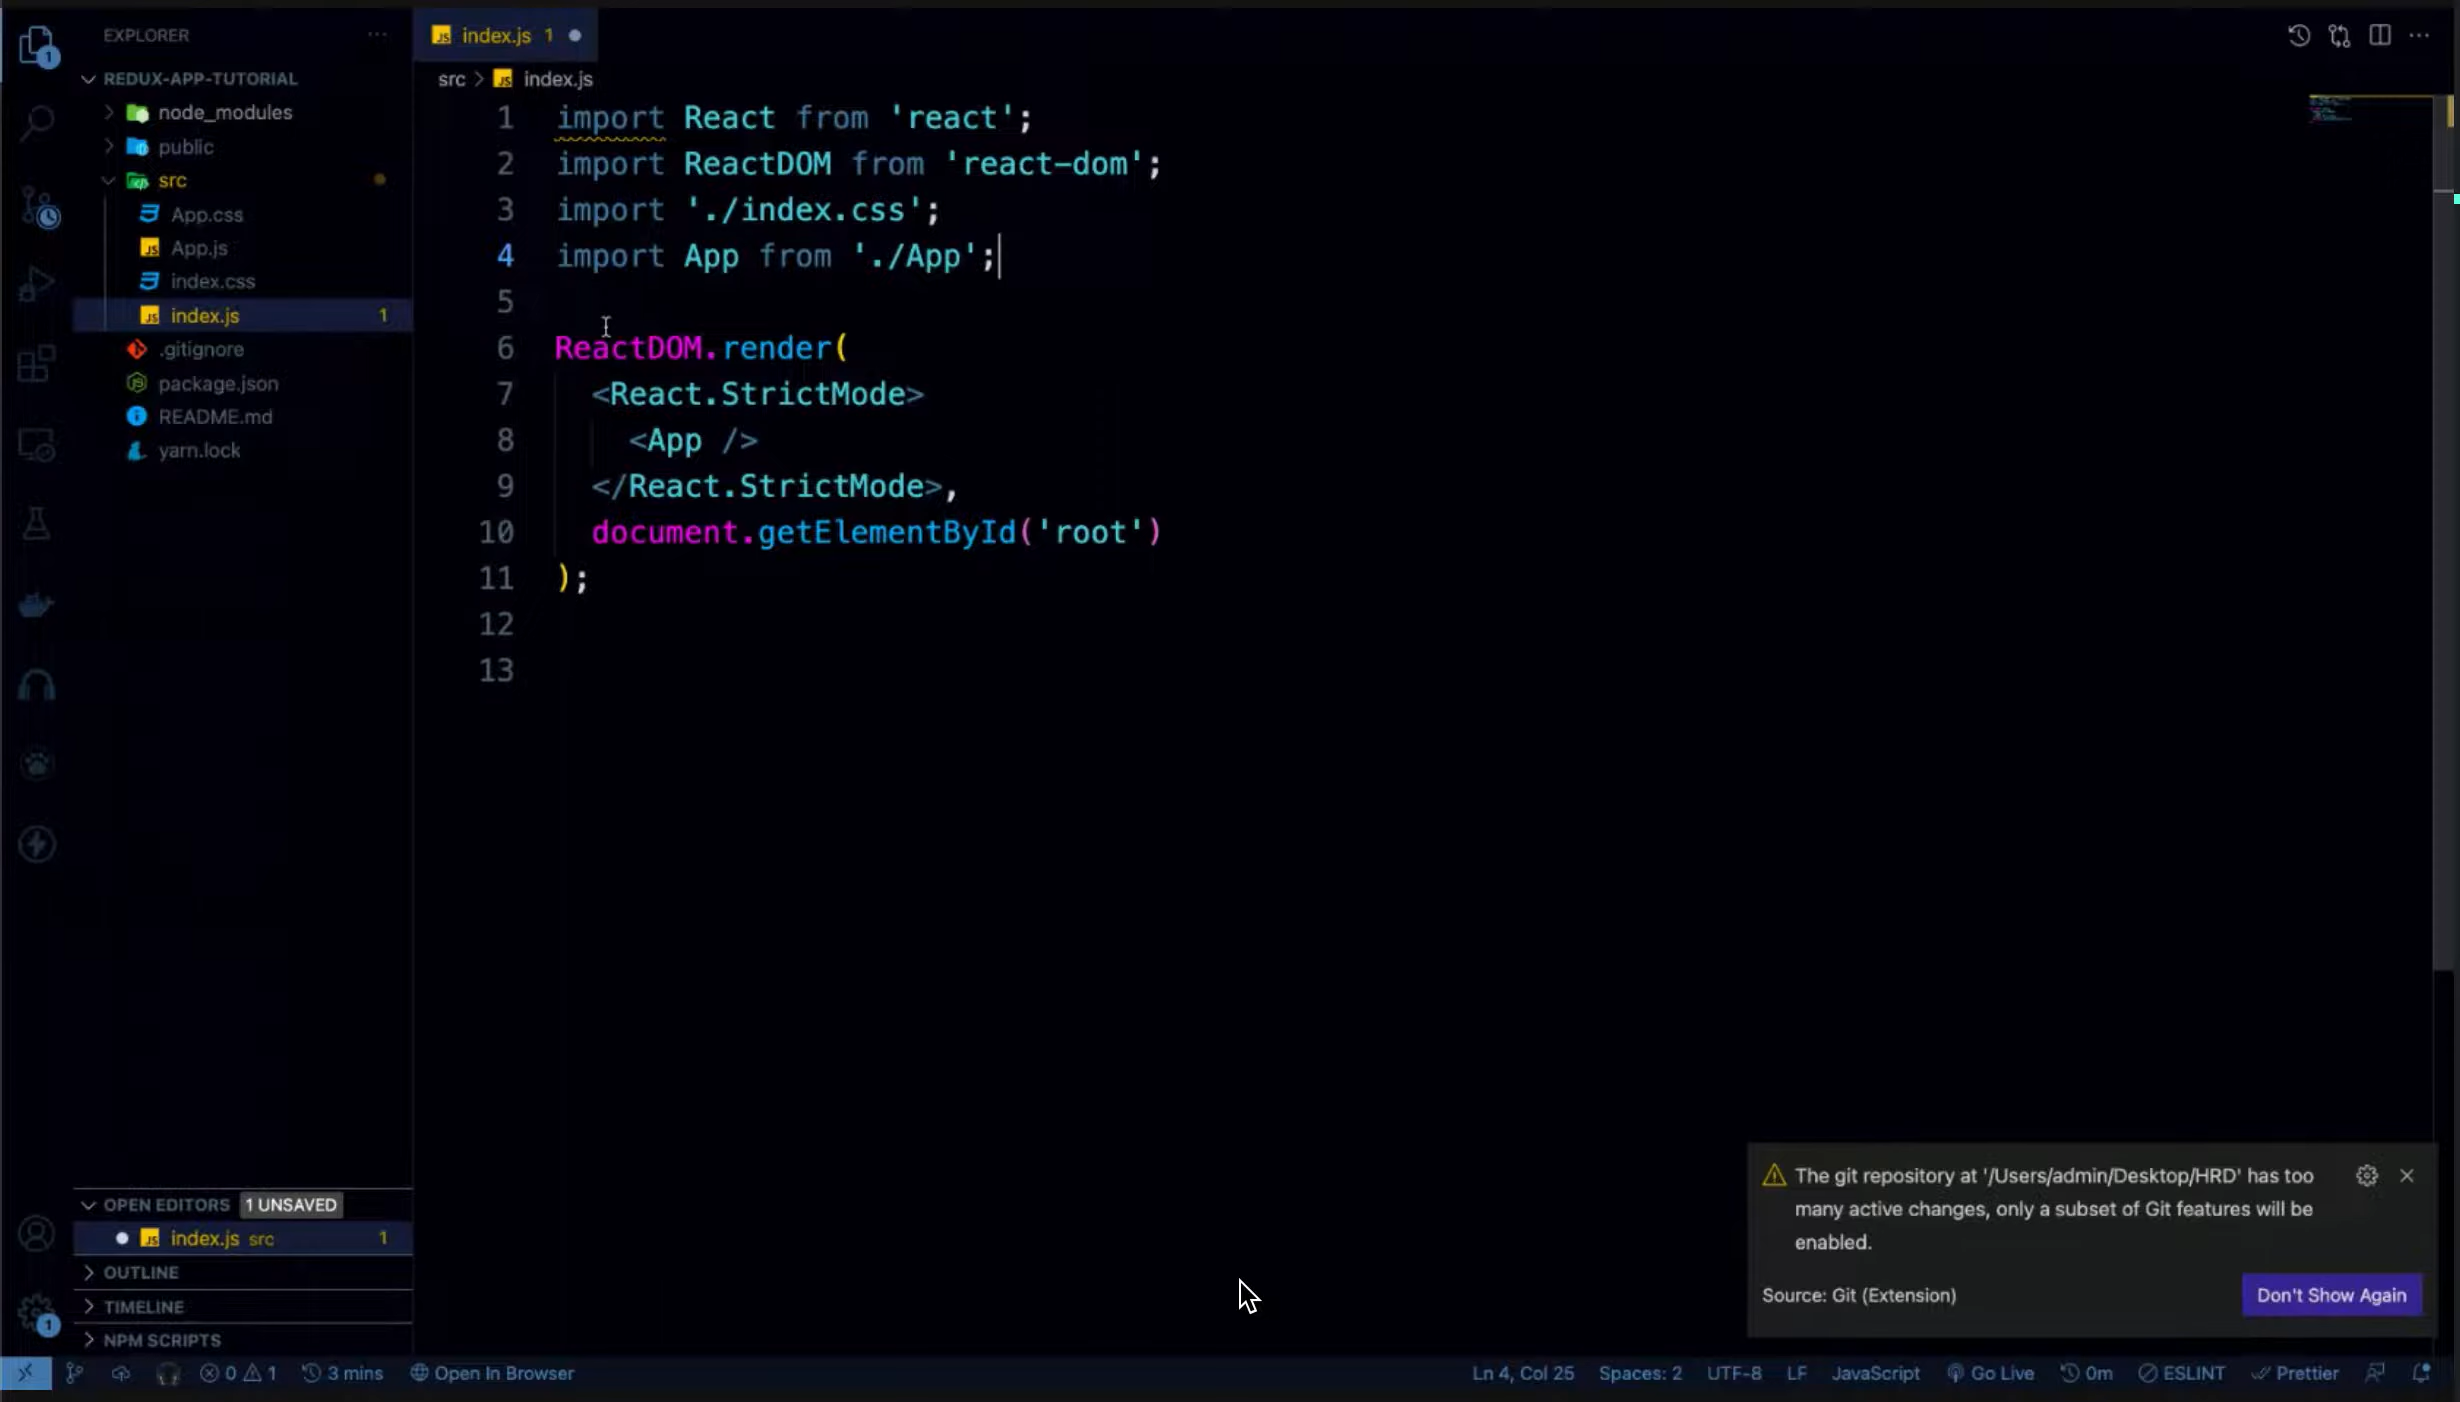 EXPLORER
REDUX-APP-TUTORIAL
node_modules
public
src
App.css
App.js
index.css
index.js 1
.gitignore
package.json
README.md
yarn.lock
OPEN EDITORS 1 UNSAVED
index.js src 1
OUTLINE
TIMELINE
NPM SCRIPTS
index.js 1
src > index.js
1 import React from 'react';
2 import ReactDOM from 'react-dom';
3 import './index.css';
4 import App from './App';
5
6 ReactDOM.render(
7 <React.StrictMode>
8 <App />
9 </React.StrictMode>,
10 document.getElementById('root')
11 );
12
13
The git repository at '/Users/admin/Desktop/HRD' has too
many active changes, only a subset of Git features will be
enabled.
Source: Git (Extension)
Don't Show Again
0 1 3 mins Open In Browser Ln 4, Col 25 Spaces: 2 UTF-8 LF JavaScript Go Live 0m ESLINT Prettier
1
1